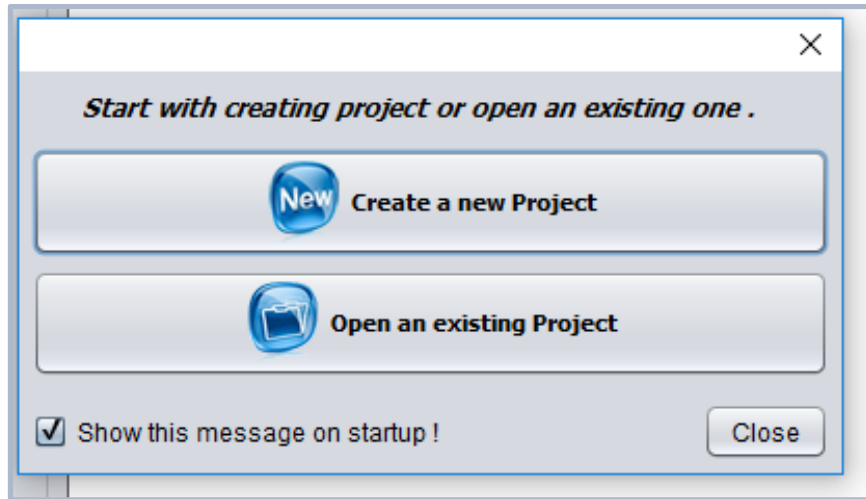 Start with creating project or open an existing one .
New Create a new Project
Open an existing Project
Show this message on startup !
Close